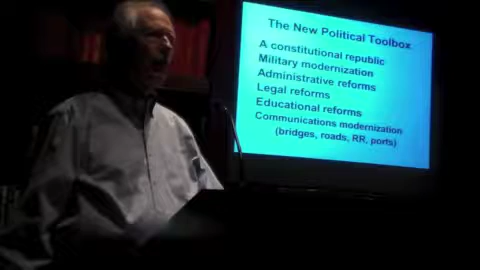 The New Political Toolbox
A constitutional republic
Military modernization
Administrative reforms
Legal reforms
Educational reforms
Communications modernization
(bridges, roads, RR, ports)